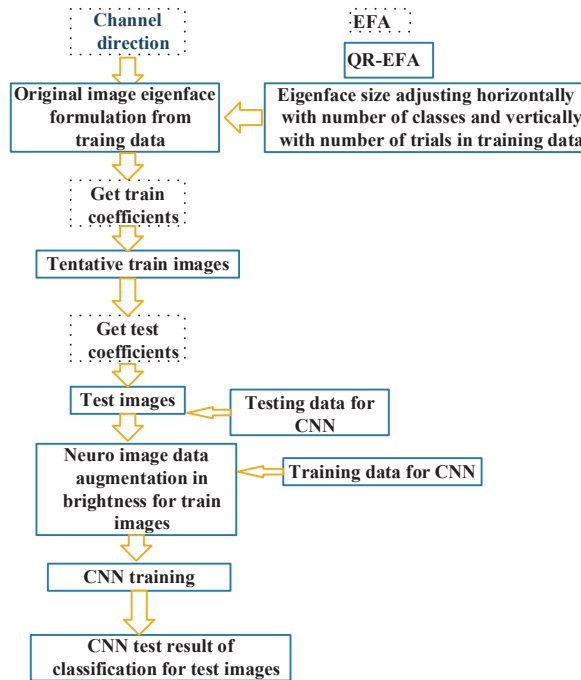 Channel
direction
EFA
QR-EFA
Original image eigenface
formulation from
traing data
Eigenface size adjusting horizontally
with number of classes and vertically
with number of trials in training data
Get train
coefficients
Tentative train images
Get test
coefficients
Test images
Testing data for
CNN
Neuro image data
augmentation in
brightness for train
images
Training data for CNN
CNN training
CNN test result of
classification for test images